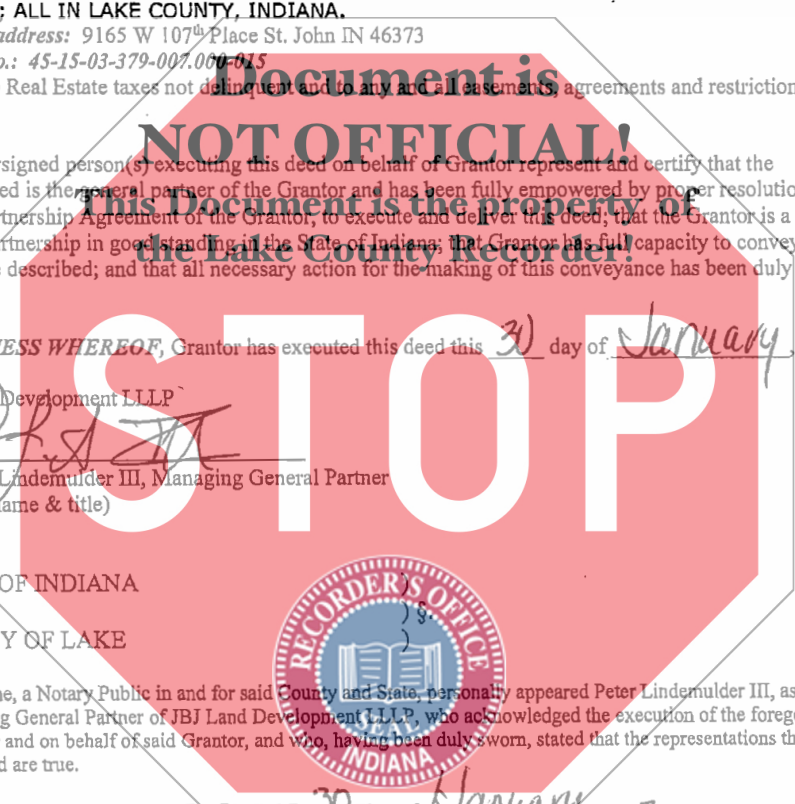 ; ALL IN LAKE COUNTY, INDIANA.
address: 9165 W 107th Place St. John IN 46373
o.: 45-15-03-379-007.000-015
Real Estate taxes not delinquent and to any and all easements, agreements and restriction
Document is
NOT OFFICIAL!
signed person(s) executing this deed on behalf of Grantor represent and certify that the
ed is the general partner of the Grantor and has been fully empowered by proper resolutio
This Document is the property of
tnership Agreement of the Grantor, to execute and deliver this deed; that the Grantor is a
rtnership in good standing in the State of Indiana; that Grantor has full capacity to convey
the Lake County Recorder!
e described; and that all necessary action for the making of this conveyance has been duly
ESS WHEREOF, Grantor has executed this deed this 30 day of January,
STOP
Development LLLP
Lindemulder III, Managing General Partner
ame & title)
OF INDIANA )
) §.
Y OF LAKE )
RECORDER'S OFFICE
SEAL
INDIANA
ne, a Notary Public in and for said County and State, personally appeared Peter Lindemulder III, as
ng General Partner of JBJ Land Development LLLP, who acknowledged the execution of the forego
and on behalf of said Grantor, and who, having been duly sworn, stated that the representations th
d are true.
30 January